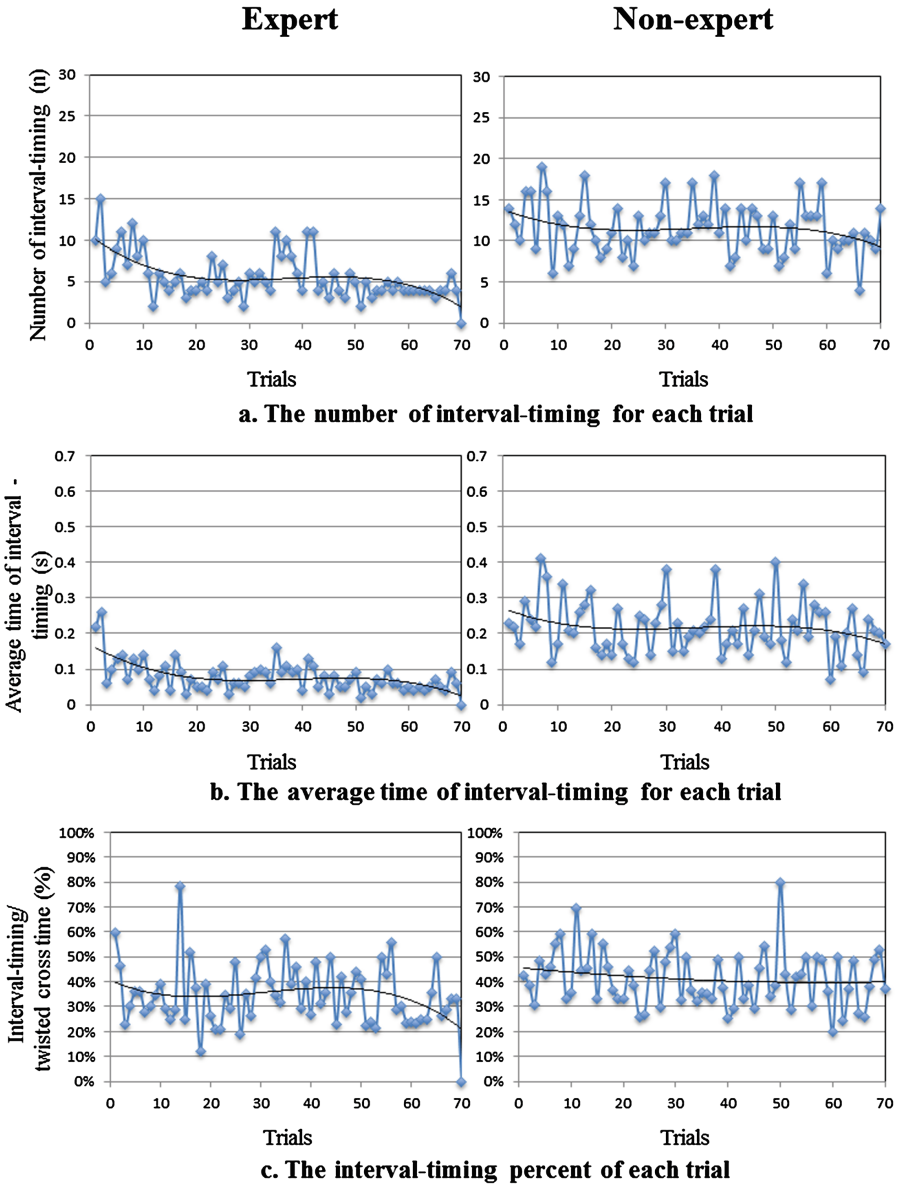 Expert Non-expert
Number of interval-timing (n)
30 30
25 25
20 20
15 15
10 10
5 5
0 0
0 10 20 30 40 50 60 70 0 10 20 30 40 50 60 70
Trials Trials
a. The number of interval-timing for each trial
Average time of interval -
timing (s)
0.7 0.7
0.6 0.6
0.5 0.5
0.4 0.4
0.3 0.3
0.2 0.2
0.1 0.1
0 0
0 10 20 30 40 50 60 70 0 10 20 30 40 50 60 70
Trials Trials
b. The average time of interval-timing for each trial
Interval-timing/
twisted cross time (%)
100% 100%
90% 90%
80% 80%
70% 70%
60% 60%
50% 50%
40% 40%
30% 30%
20% 20%
10% 10%
0% 0%
0 10 20 30 40 50 60 70 0 10 20 30 40 50 60 70
Trials Trials
c. The interval-timing percent of each trial